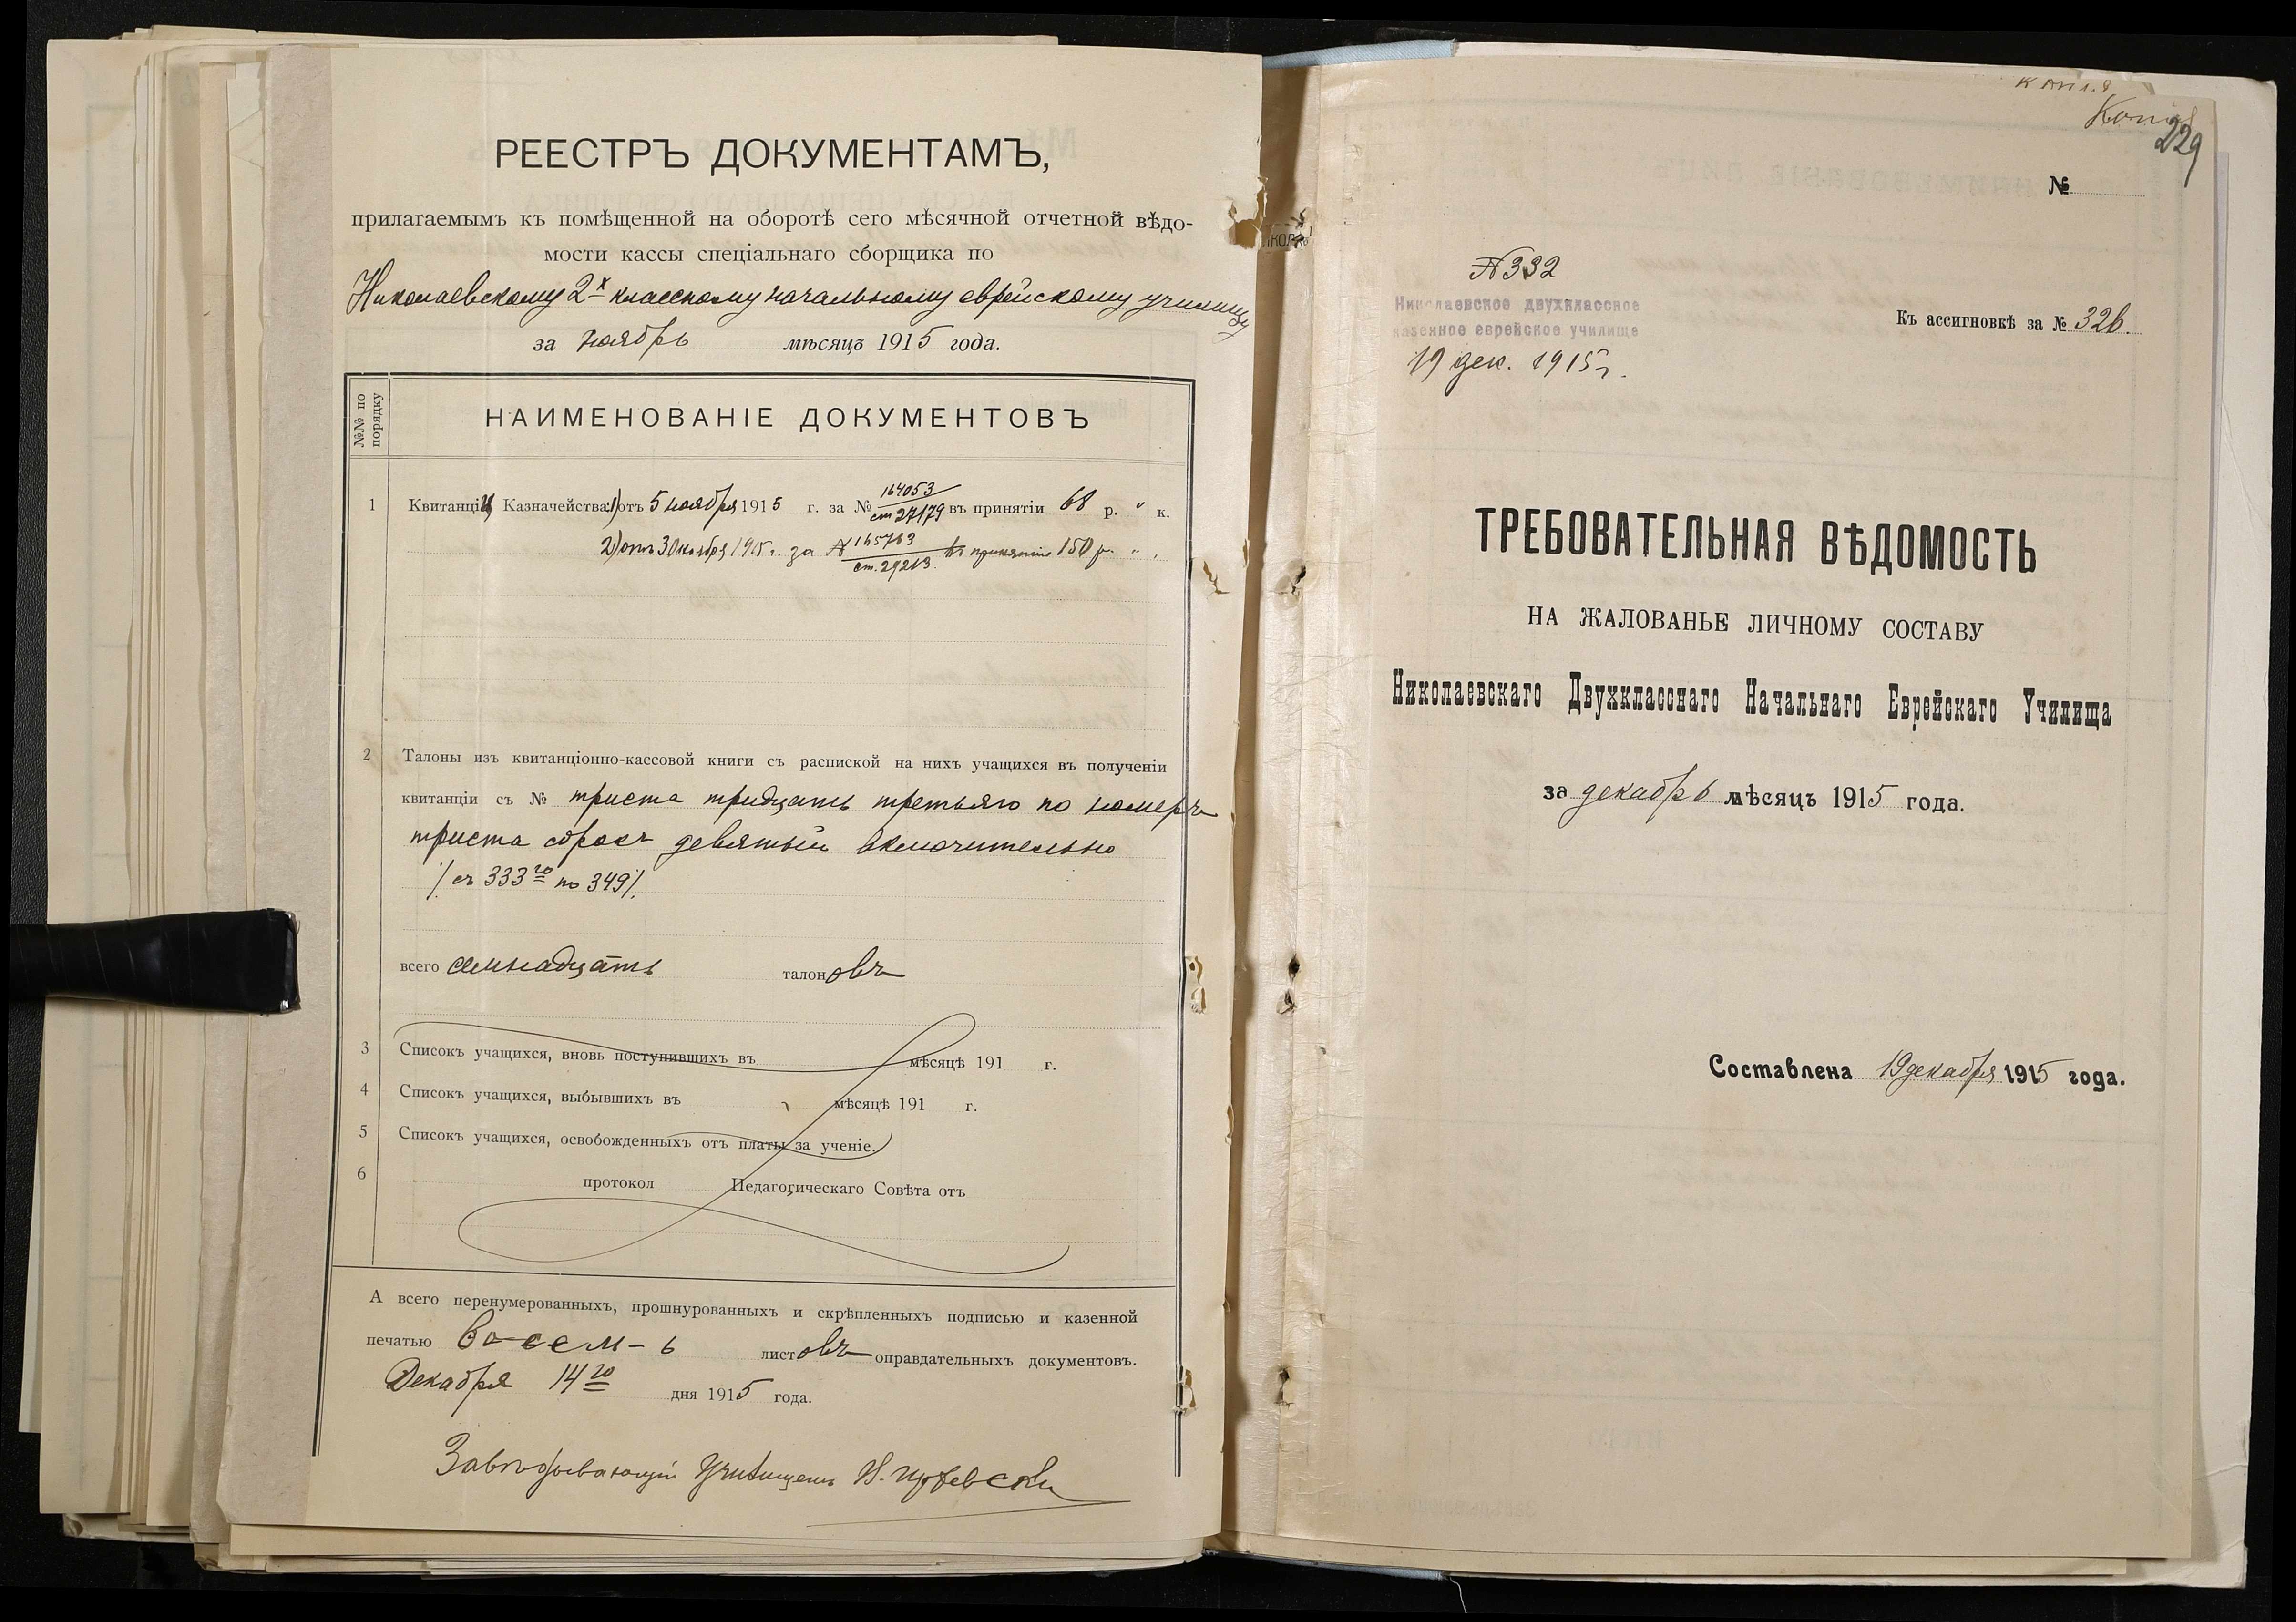 РЕЕСТРЪ ДОКУМЕНТАМЪ,
прилагаемымъ къ помѣщенной на оборотѣ сего мѣсячной отчетной вѣдо-
мости кассы спеціальнаго сборщика по
Николаевскому 2х классному начальному еврейскому училищу
за ноябрь мѣсяцъ 1915 года.
№№ по порядку
НАИМЕНОВАНІЕ ДОКУМЕНТОВЪ
1 Квитанціи Казначейства: 1) отъ 5 ноября 1915 г. за № 164053 / ст 27179 въ принятіи 68 р. " к.
2) отъ 30 ноября 1915 г. за № 165763 / ст. 29213 въ принятіи 150 р. " "
2 Талоны изъ квитанціонно-кассовой книги съ распиской на нихъ учащихся въ полученіи
квитанціи съ № триста тридцать третьяго по номеръ
триста сорокъ девятый включительно
/съ 333го по 349/.
всего семнадцать талоновъ
3 Списокъ учащихся, вновь поступившихъ въ мѣсяцѣ 191 г.
4 Списокъ учащихся, выбывшихъ въ мѣсяцѣ 191 г.
5 Списокъ учащихся, освобожденныхъ отъ платы за ученіе.
6 протокол Педагогическаго Совѣта отъ
А всего перенумерованныхъ, прошнурованныхъ и скрѣпленныхъ подписью и казенной
печатью восем-ь листовъ оправдательныхъ документовъ.
Декабря 14го дня 1915 года.
Завѣдывающій Училищемъ
копія
Копія
229
№
№ 332
Николаевское двухклассное
казенное еврейское училище
19 дек. 1915 г.
Къ ассигновкѣ за № 326.
ТРЕБОВАТЕЛЬНАЯ ВѢДОМОСТЬ
НА ЖАЛОВАНЬЕ ЛИЧНОМУ СОСТАВУ
Николаевскаго Двухкласснаго Начальнаго Еврейскаго Училища
за декабрь мѣсяцъ 1915 года.
Составлена 19 декабря 1915 года.